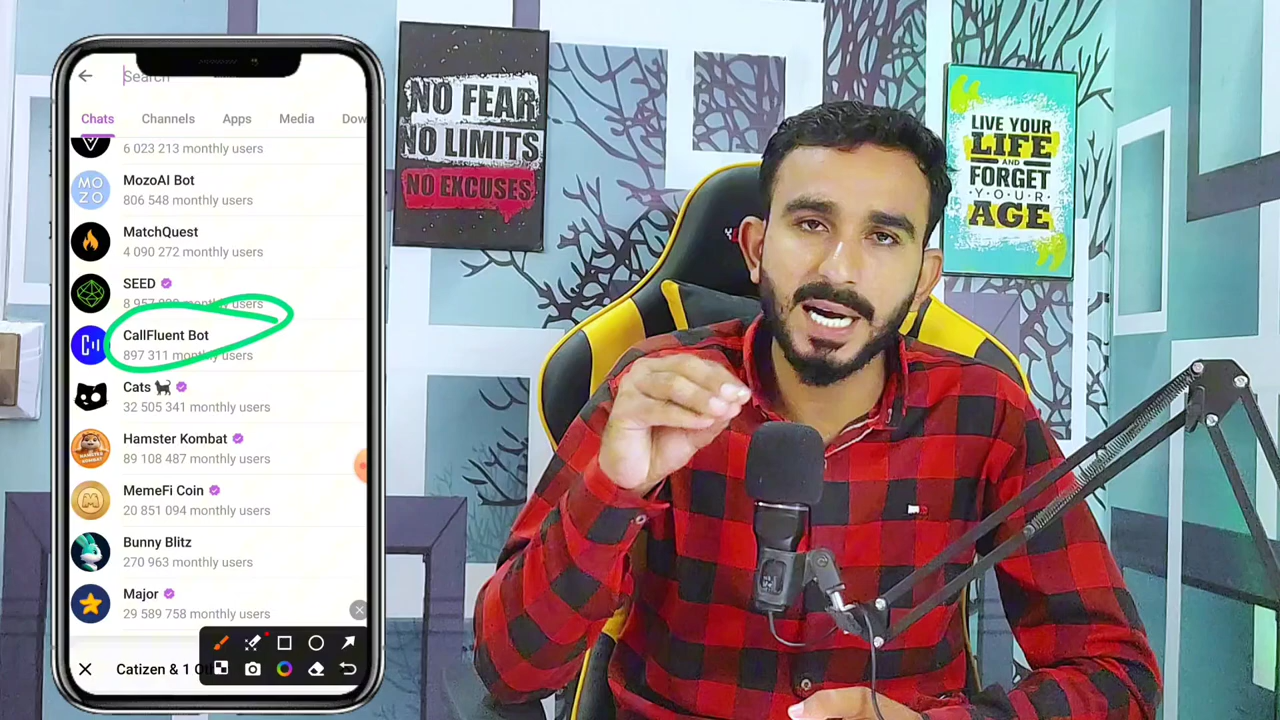 Search
Chats Channels Apps Media Dow
6 023 213 monthly users
MOZO
MozoAI Bot
806 548 monthly users
MatchQuest
4 090 272 monthly users
SEED
monthly users
CallFluent Bot
897 311 monthly users
Cats
32 505 341 monthly users
Hamster Kombat
89 108 487 monthly users
MemeFi Coin
20 851 094 monthly users
Bunny Blitz
270 963 monthly users
Major
29 589 758 monthly users
Catizen & 1
NO FEAR
NO LIMITS
NO EXCUSES.
LIVE YOUR
LIFE
AND
FORGET
YOUR
AGE